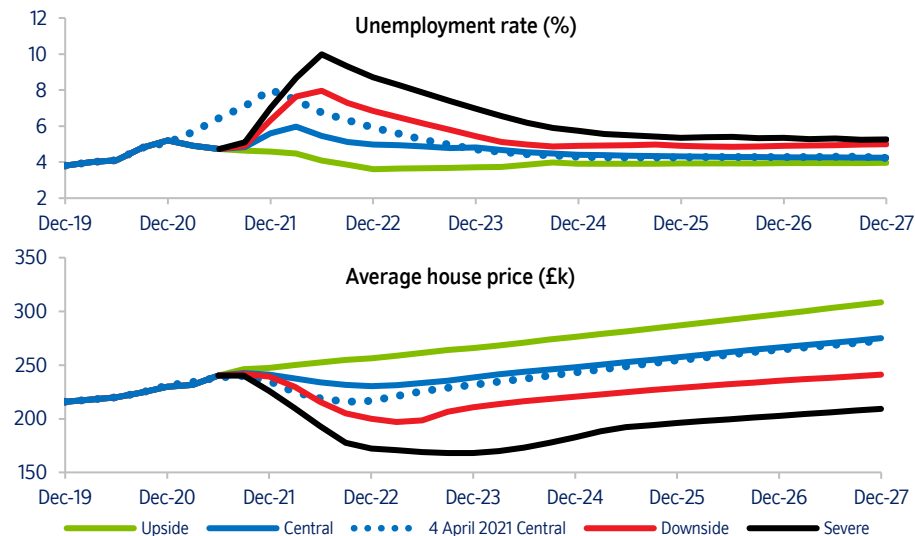 Unemployment rate (%)
12
10
8
6
4
2
Dec-19 Dec-20 Dec-21 Dec-22 Dec-23 Dec-24 Dec-25 Dec-26 Dec-27
Average house price (£k)
350
300
250
200
150
Dec-19 Dec-20 Dec-21 Dec-22 Dec-23 Dec-24 Dec-25 Dec-26 Dec-27
Upside Central 4 April 2021 Central Downside Severe